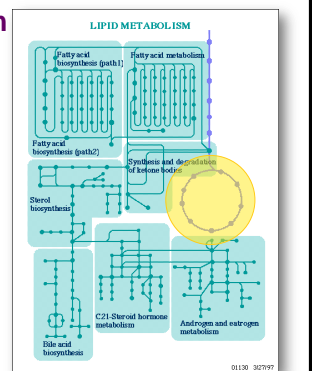 n
LIPID METABOLISM
Fatty acid
biosynthesis (path1)
Fatty acid metabolism
Fatty acid
biosynthesis (path2)
Synthesis and degradation
of ketone bodies
Sterol
biosynthesis
C21-Steroid hormone
metabolism
Androgen and eatrogen
metabolism
Bile acid
biosynthesis
01130 3/27/97